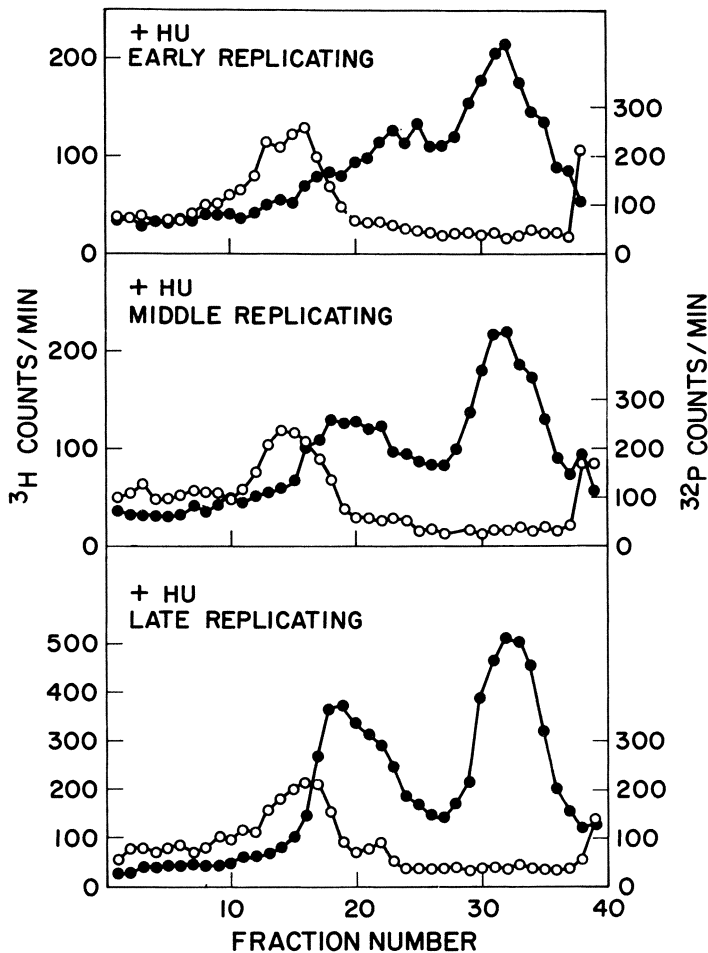 + HU
EARLY REPLICATING
200
100
0
300
200
100
0
+ HU
MIDDLE REPLICATING
200
100
0
300
200
100
0
3H COUNTS/MIN
32P COUNTS/MIN
+ HU
LATE REPLICATING
500
400
300
200
100
0
300
200
100
0
10 20 30 40
FRACTION NUMBER